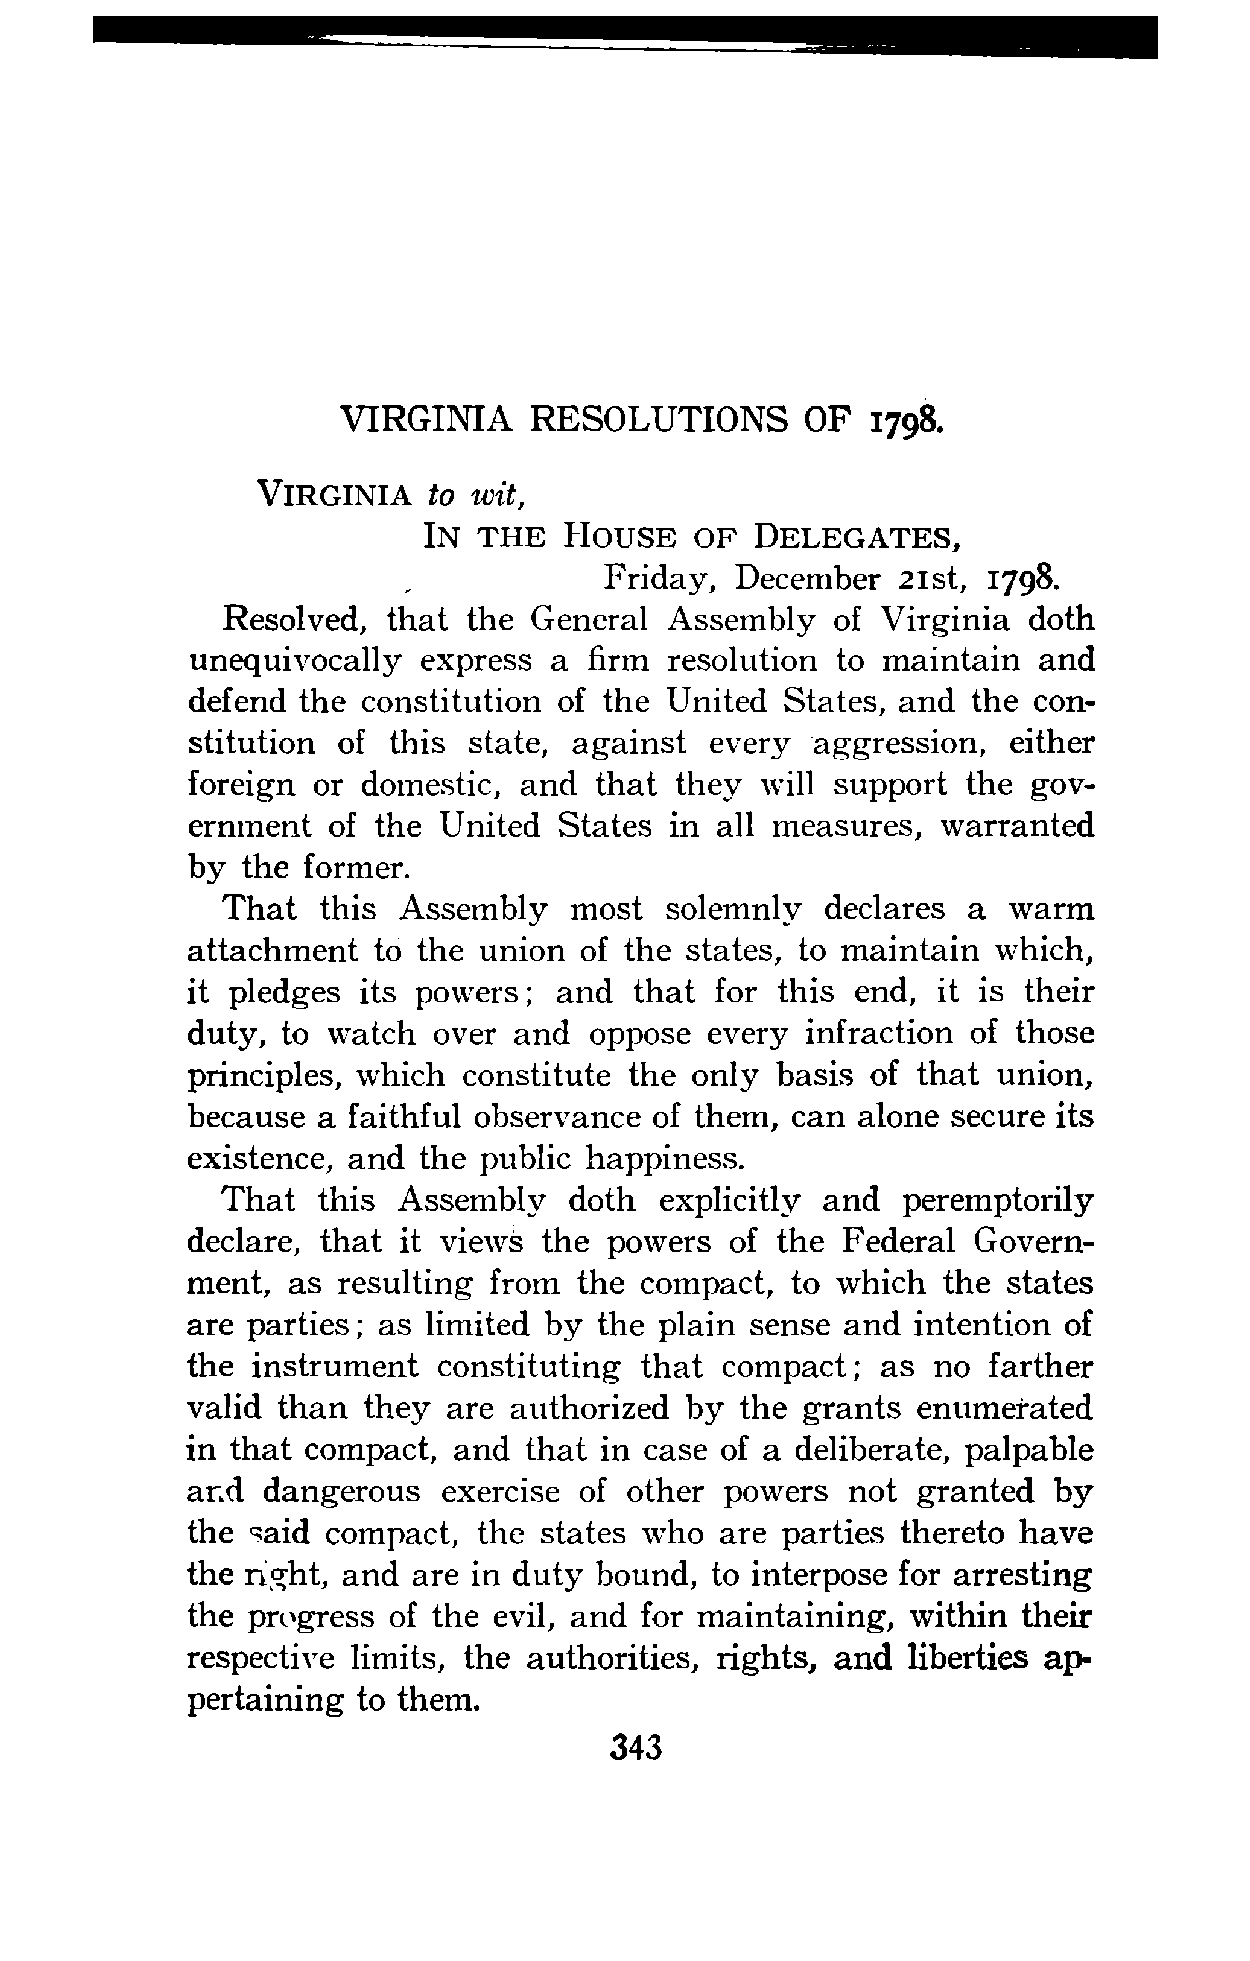 VIRGINIA RESOLUTIONS OF 1798.
VIRGINIA to wit,
IN THE HOUSE OF DELEGATES,
Friday, December 21st, 1798.
Resolved, that the General Assembly of Virginia doth
unequivocally express a firm resolution to maintain and
defend the constitution of the United States, and the con-
stitution of this state, against every aggression, either
foreign or domestic, and that they will support the gov-
ernment of the United States in all measures, warranted
by the former.
That this Assembly most solemnly declares a warm
attachment to the union of the states, to maintain which,
it pledges its powers; and that for this end, it is their
duty, to watch over and oppose every infraction of those
principles, which constitute the only basis of that union,
because a faithful observance of them, can alone secure its
existence, and the public happiness.
That this Assembly doth explicitly and peremptorily
declare, that it views the powers of the Federal Govern-
ment, as resulting from the compact, to which the states
are parties; as limited by the plain sense and intention of
the instrument constituting that compact; as no farther
valid than they are authorized by the grants enumerated
in that compact, and that in case of a deliberate, palpable
and dangerous exercise of other powers not granted by
the said compact, the states who are parties thereto have
the right, and are in duty bound, to interpose for arresting
the progress of the evil, and for maintaining, within their
respective limits, the authorities, rights, and liberties ap-
pertaining to them.
343